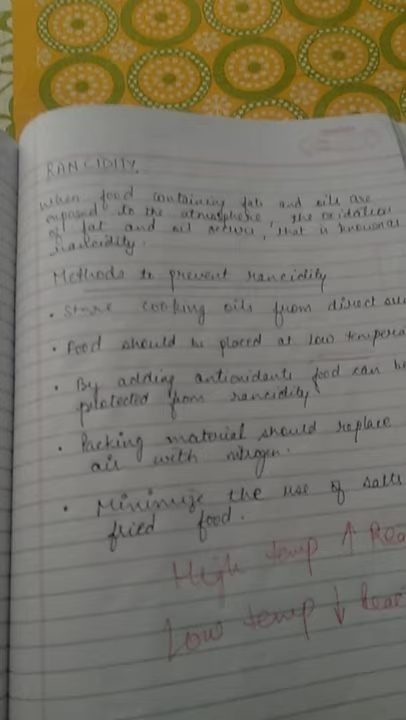 RANCIDITY
When food containing fats and oils are
exposed to the atmosphere, the oxidation
of fat and oil occurs, that is known as
rancidity.
Methods to prevent rancidity
• Store cooking oils from direct
• Food should be placed at low
• By adding antioxidants food can be
protected from rancidity
• Packing material should replace
air with nitrogen.
• Minimize the use of salts
fried food.
High temp ↑
Low temp ↓